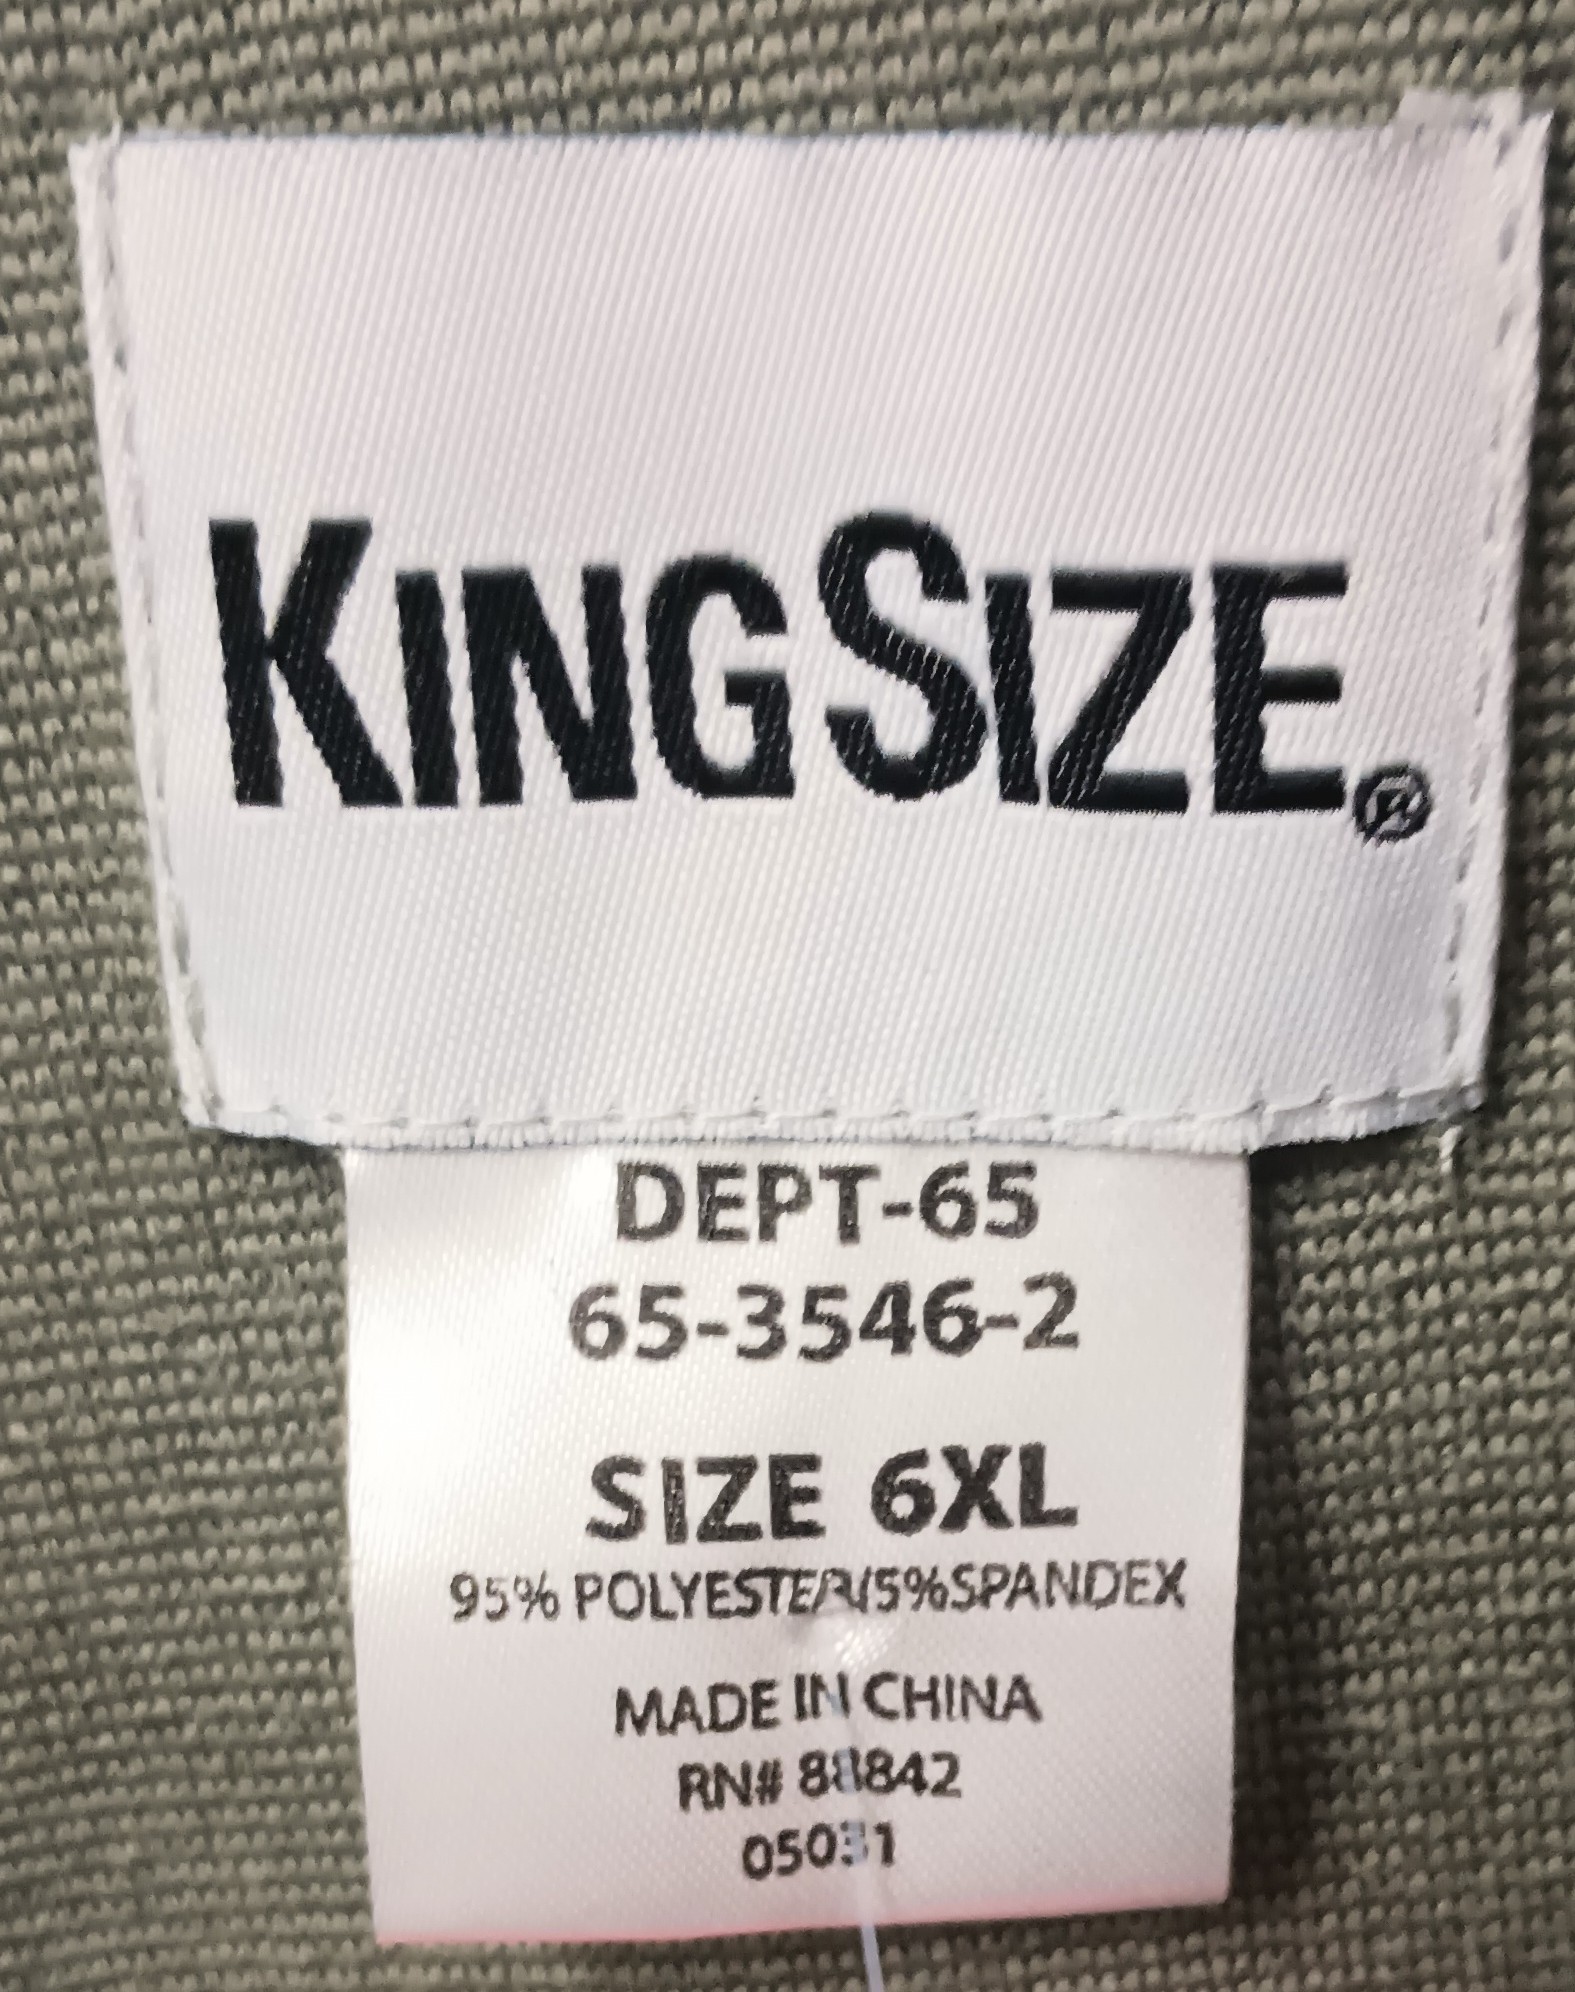 KINGSIZE®
DEPT-65
65-3546-2
SIZE 6XL
95% POLYESTER/5%SPANDEX
MADE IN CHINA
RN# 88842
05031